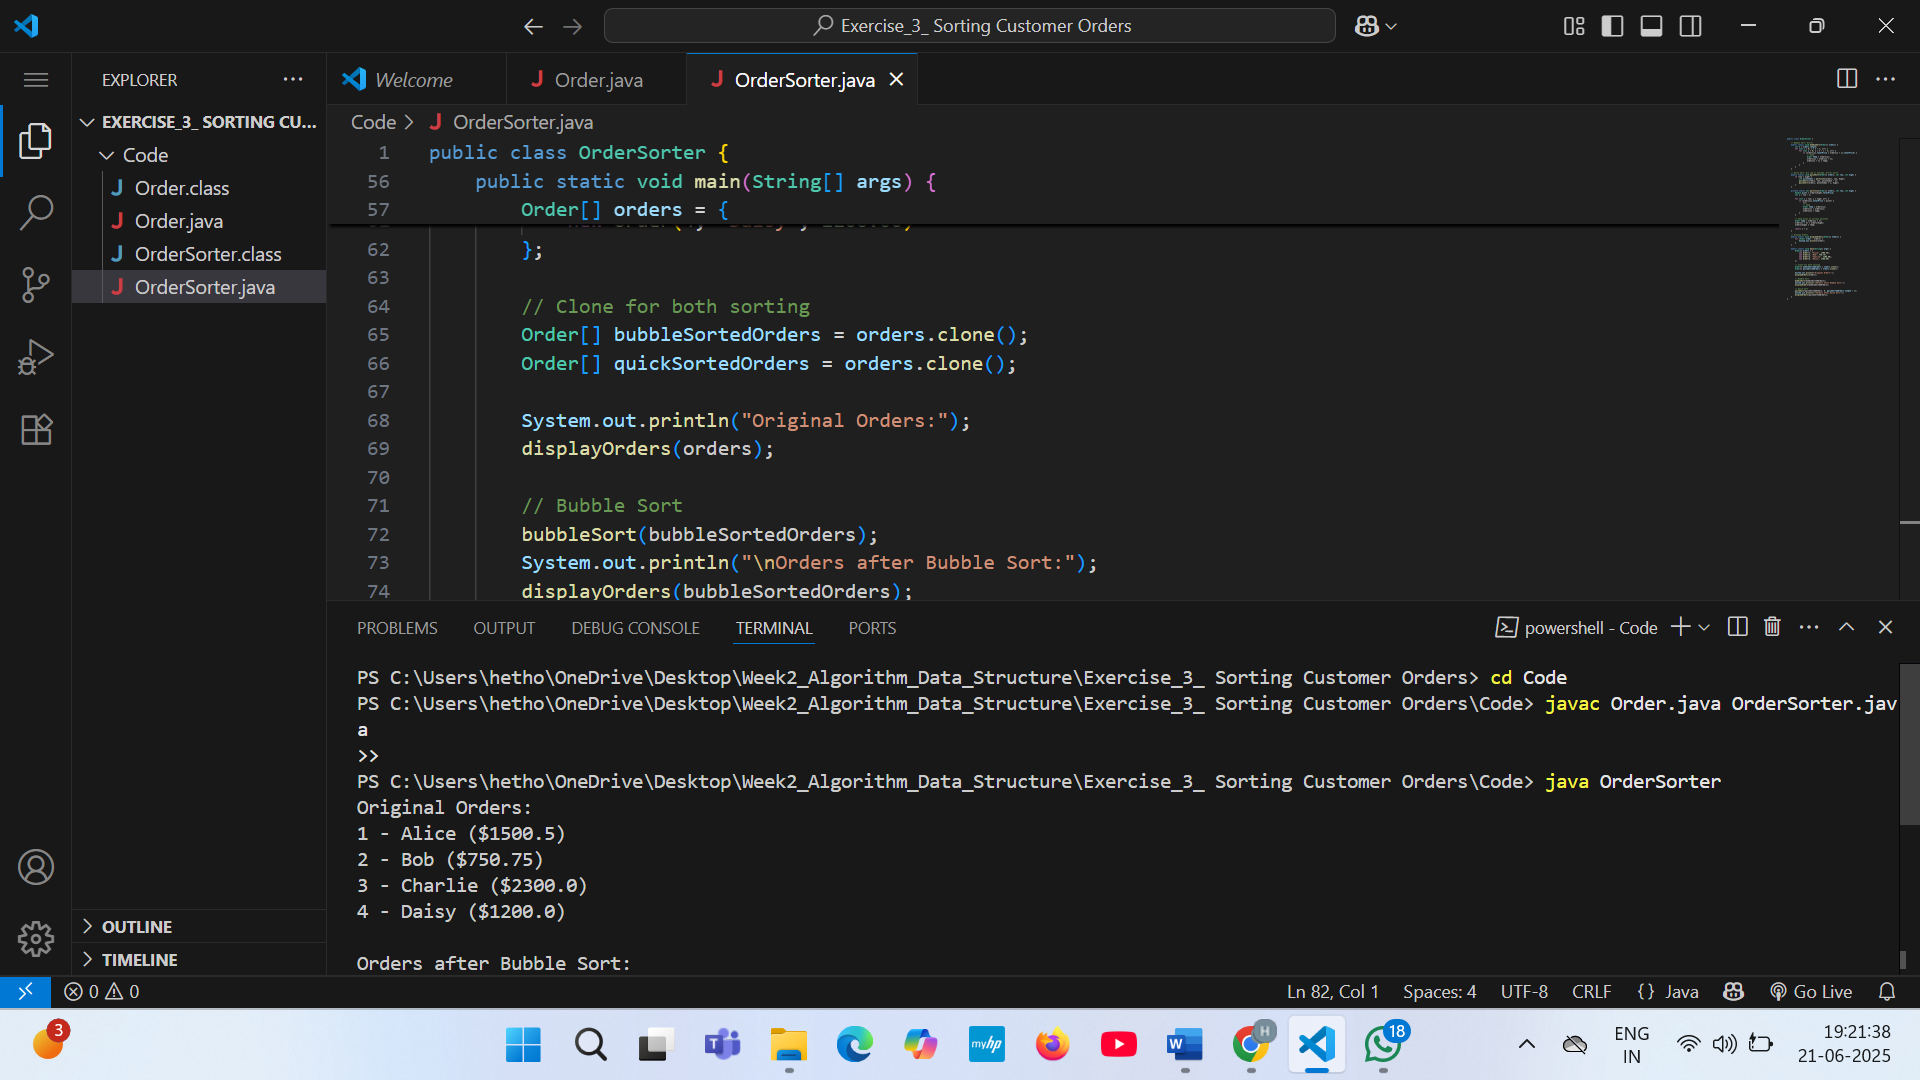 Exercise_3_ Sorting Customer Orders
EXPLORER
EXERCISE_3_ SORTING CU...
Code
Order.class
Order.java
OrderSorter.class
OrderSorter.java
OUTLINE
TIMELINE
Welcome
Order.java
OrderSorter.java
Code > OrderSorter.java
1 public class OrderSorter {
56 public static void main(String[] args) {
57 Order[] orders = {
62 };
63
64 // Clone for both sorting
65 Order[] bubbleSortedOrders = orders.clone();
66 Order[] quickSortedOrders = orders.clone();
67
68 System.out.println("Original Orders:");
69 displayOrders(orders);
70
71 // Bubble Sort
72 bubbleSort(bubbleSortedOrders);
73 System.out.println("\nOrders after Bubble Sort:");
74 displayOrders(bubbleSortedOrders);
PROBLEMS OUTPUT DEBUG CONSOLE TERMINAL PORTS
powershell - Code
PS C:\Users\hetho\OneDrive\Desktop\Week2_Algorithm_Data_Structure\Exercise_3_ Sorting Customer Orders> cd Code
PS C:\Users\hetho\OneDrive\Desktop\Week2_Algorithm_Data_Structure\Exercise_3_ Sorting Customer Orders\Code> javac Order.java OrderSorter.jav
a
>>
PS C:\Users\hetho\OneDrive\Desktop\Week2_Algorithm_Data_Structure\Exercise_3_ Sorting Customer Orders\Code> java OrderSorter
Original Orders:
1 - Alice ($1500.5)
2 - Bob ($750.75)
3 - Charlie ($2300.0)
4 - Daisy ($1200.0)
Orders after Bubble Sort:
0 0
Ln 82, Col 1 Spaces: 4 UTF-8 CRLF {} Java Go Live
3
myhp
W
H
18
ENG
IN
19:21:38
21-06-2025